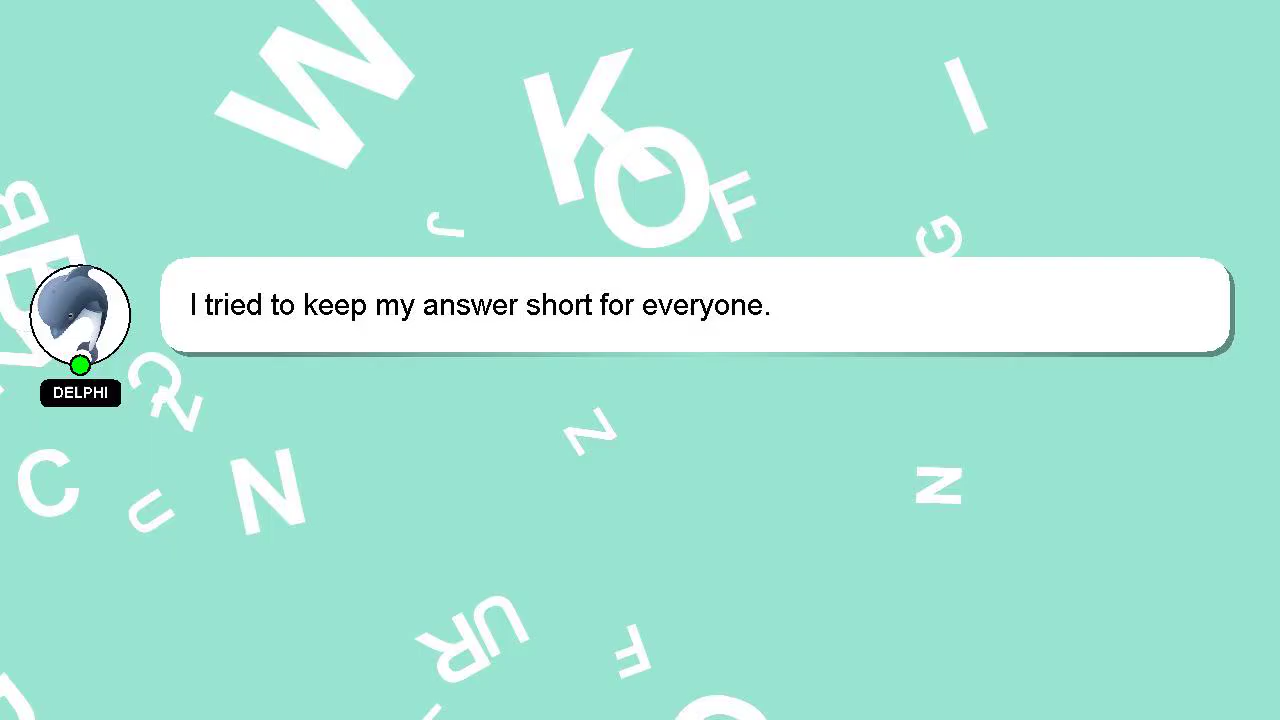 W
K
I
O
F
B
J
G
I tried to keep my answer short for everyone.
DELPHI
C
Z
N
Z
C
N
N
U
U
R
F